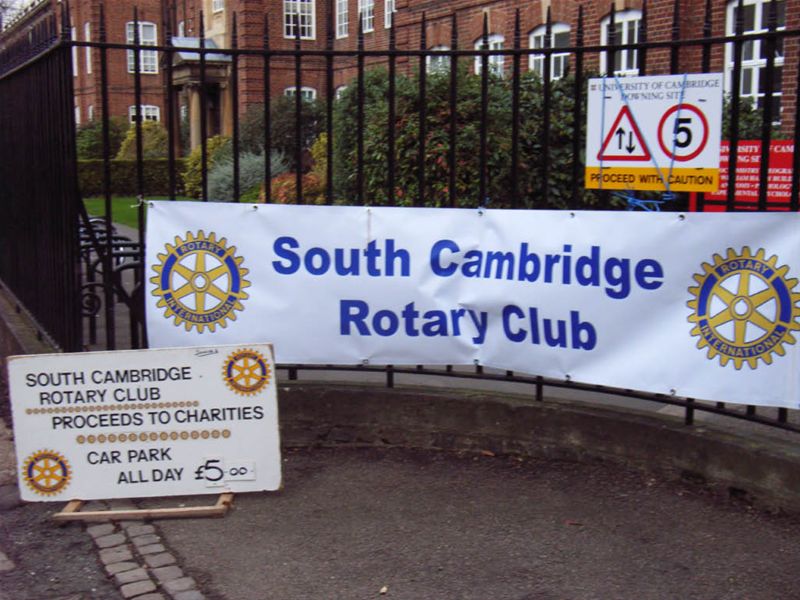 UNIVERSITY OF CAMBRIDGE
DOWNING SITE
5
PROCEED WITH CAUTION
South Cambridge
Rotary Club
ROTARY
INTERNATIONAL
ROTARY
INTERNATIONAL
SOUTH CAMBRIDGE
ROTARY CLUB
PROCEEDS TO CHARITIES
CAR PARK
ALL DAY £5-00